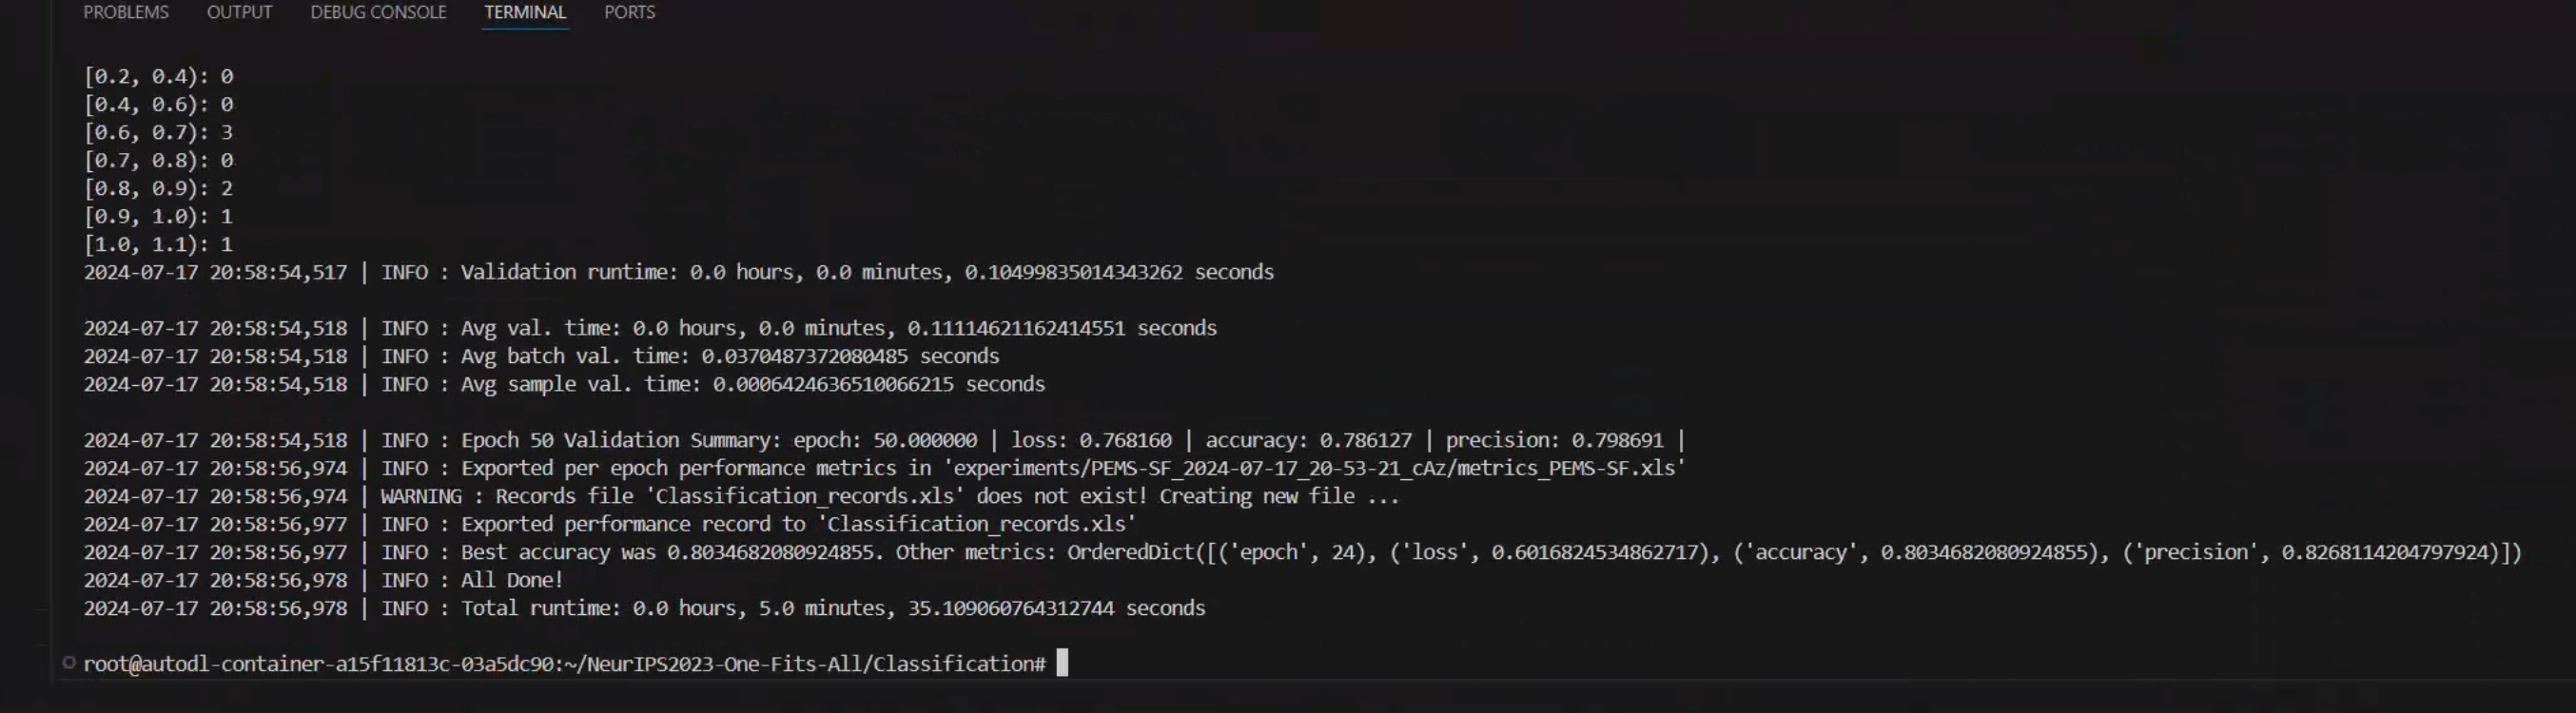 PROBLEMS OUTPUT DEBUG CONSOLE TERMINAL PORTS
[0.2, 0.4): 0
[0.4, 0.6): 0
[0.6, 0.7): 3
[0.7, 0.8): 0
[0.8, 0.9): 2
[0.9, 1.0): 1
[1.0, 1.1): 1
2024-07-17 20:58:54,517 | INFO : Validation runtime: 0.0 hours, 0.0 minutes, 0.10499835014343262 seconds
2024-07-17 20:58:54,518 | INFO : Avg val. time: 0.0 hours, 0.0 minutes, 0.11114621162414551 seconds
2024-07-17 20:58:54,518 | INFO : Avg batch val. time: 0.0370487372080485 seconds
2024-07-17 20:58:54,518 | INFO : Avg sample val. time: 0.0006424636510066215 seconds
2024-07-17 20:58:54,518 | INFO : Epoch 50 Validation Summary: epoch: 50.000000 | loss: 0.768160 | accuracy: 0.786127 | precision: 0.798691 |
2024-07-17 20:58:56,974 | INFO : Exported per epoch performance metrics in 'experiments/PEMS-SF_2024-07-17_20-53-21_cAz/metrics_PEMS-SF.xls'
2024-07-17 20:58:56,974 | WARNING : Records file 'Classification_records.xls' does not exist! Creating new file ...
2024-07-17 20:58:56,977 | INFO : Exported performance record to 'Classification_records.xls'
2024-07-17 20:58:56,977 | INFO : Best accuracy was 0.8034682080924855. Other metrics: OrderedDict([('epoch', 24), ('loss', 0.6016824534862717), ('accuracy', 0.8034682080924855), ('precision', 0.8268114204797924)])
2024-07-17 20:58:56,978 | INFO : All Done!
2024-07-17 20:58:56,978 | INFO : Total runtime: 0.0 hours, 5.0 minutes, 35.109060764312744 seconds
root@autodl-container-a15f11813c-03a5dc90:~/NeurIPS2023-One-Fits-All/Classification#